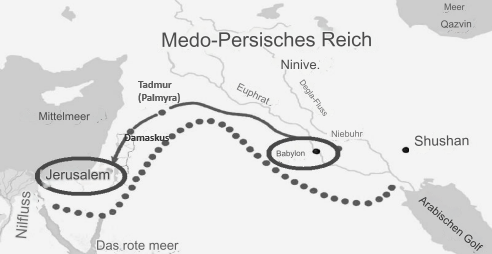 Meer
Qazvin
Medo-Persisches Reich
Ninive.
Tadmur
(Palmyra)
Euphrat
Degla-Fluss
Mittelmeer
Damaskus
Niebuhr
Shushan
Babylon
Jerusalem
Nilfluss
Arabischen Golf
Das rote meer